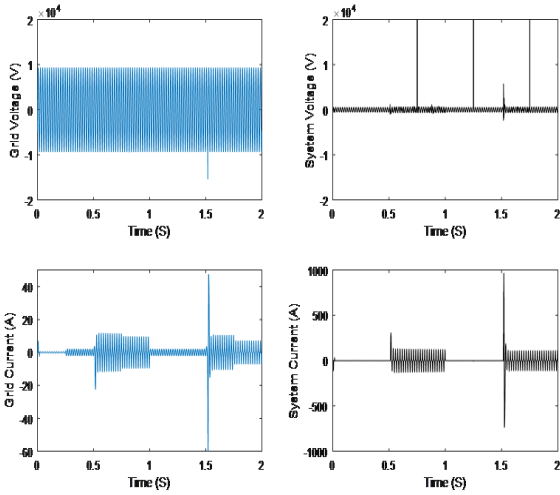 × 10⁴
× 10⁴
2
1
0
-1
-2
Grid Voltage (V)
0 0.5 1 1.5 2
Time (S)
2
1
0
-1
-2
System Voltage (V)
0 0.5 1 1.5 2
Time (S)
40
20
0
-20
-40
-60
Grid Current (A)
0 0.5 1 1.5 2
Time (S)
1000
500
0
-500
-1000
System Current (A)
0 0.5 1 1.5 2
Time (S)